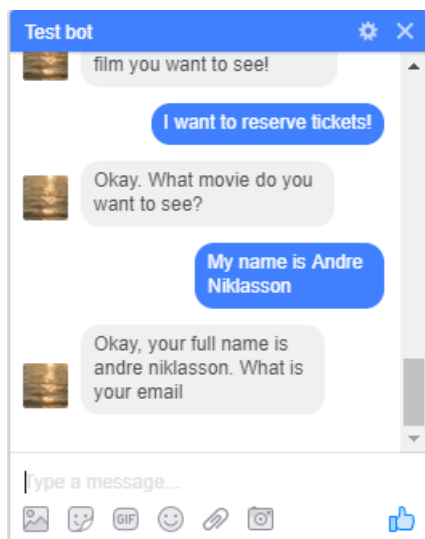 Test bot
film you want to see!
I want to reserve tickets!
Okay. What movie do you
want to see?
My name is Andre
Niklasson
Okay, your full name is
andre niklasson. What is
your email
Type a message...
GIF